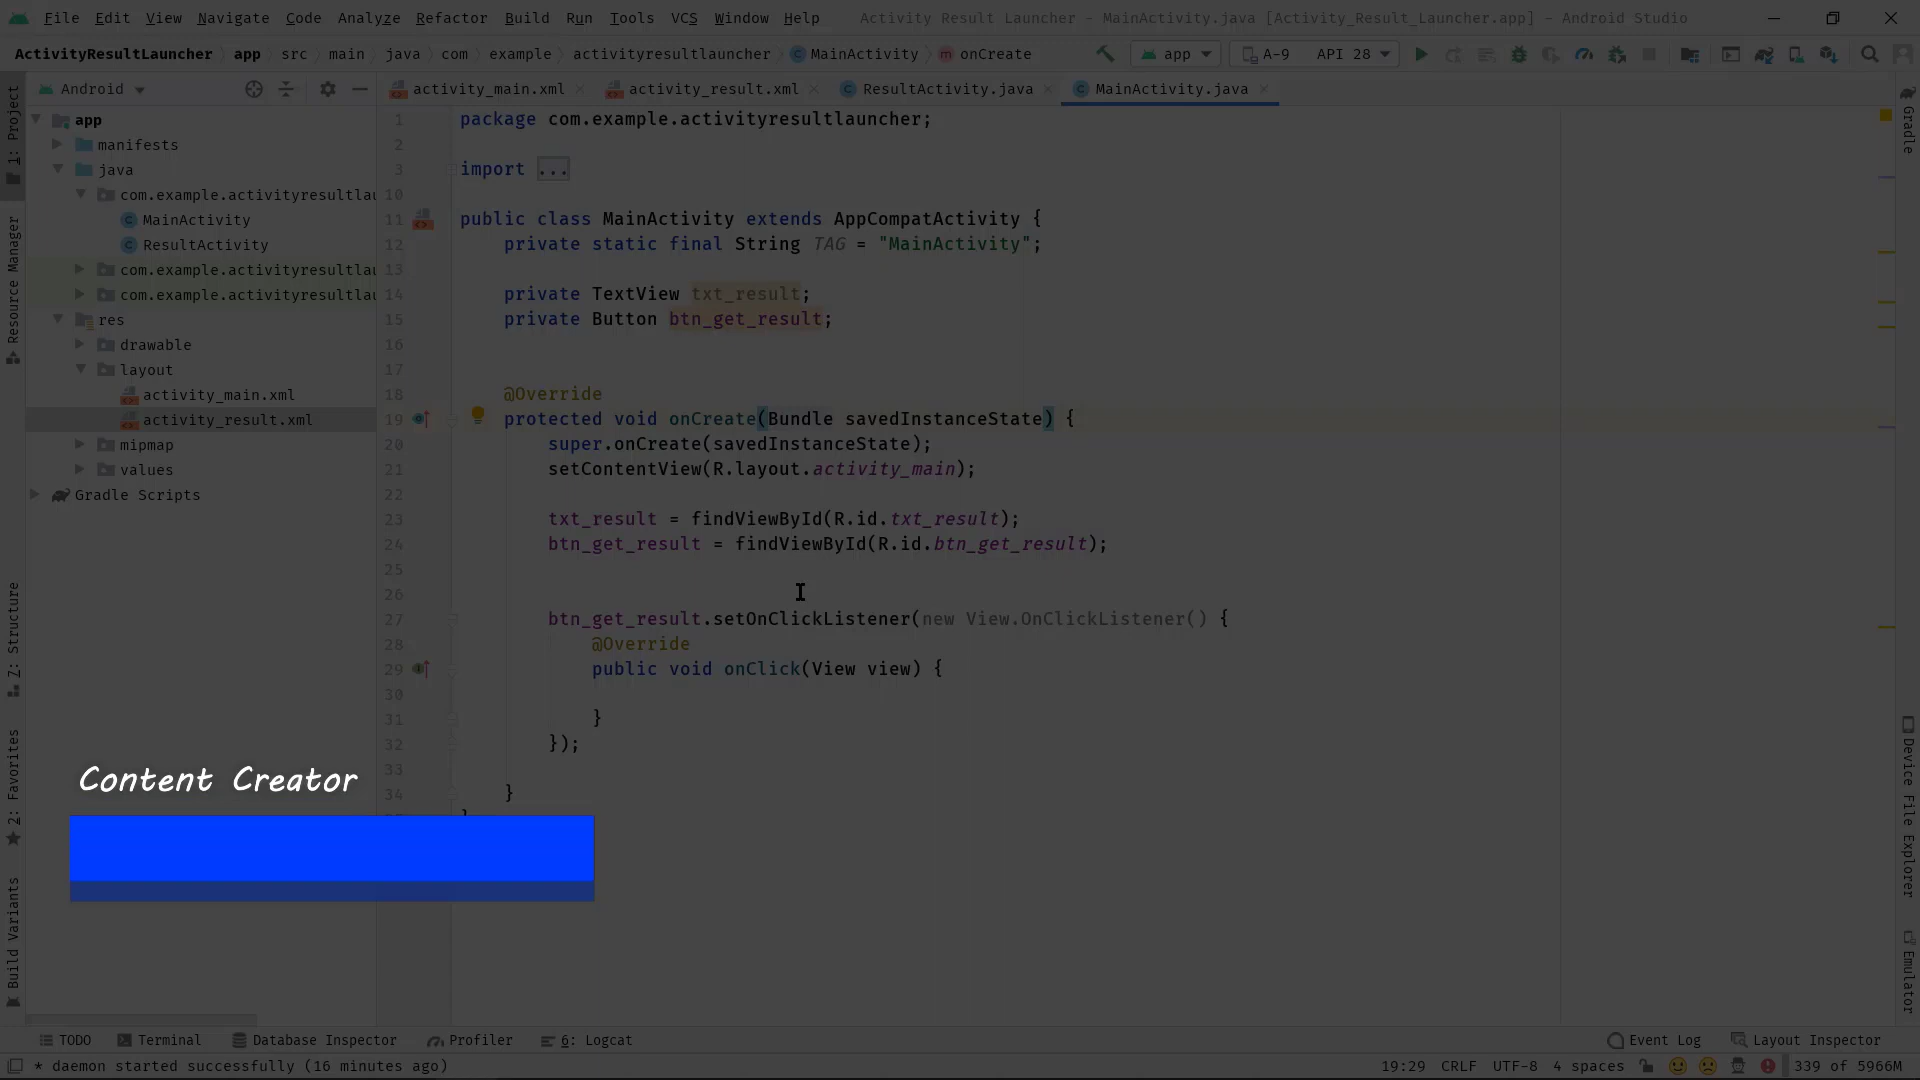 File Edit View Navigate Code Analyze Refactor Build Run Tools VCS Window Help Activity Result Launcher - MainActivity.java [Activity_Result_Launcher.app] - Android Studio
ActivityResultLauncher app src main java com example activityresultlauncher MainActivity onCreate app A-9 API 28
Android activity_main.xml activity_result.xml ResultActivity.java MainActivity.java
1: Project
Resource Manager
Z: Structure
2: Favorites
Build Variants
app
manifests
java
com.example.activityresultlau
MainActivity
ResultActivity
com.example.activityresultlau
com.example.activityresultlau
res
drawable
layout
activity_main.xml
activity_result.xml
mipmap
values
Gradle Scripts
1 package com.example.activityresultlauncher;
2
3 import ...
10
11 public class MainActivity extends AppCompatActivity {
12 private static final String TAG = "MainActivity";
13
14 private TextView txt_result;
15 private Button btn_get_result;
16
17
18 @Override
19 protected void onCreate(Bundle savedInstanceState) {
20 super.onCreate(savedInstanceState);
21 setContentView(R.layout.activity_main);
22
23 txt_result = findViewById(R.id.txt_result);
24 btn_get_result = findViewById(R.id.btn_get_result);
25
26
27 btn_get_result.setOnClickListener(new View.OnClickListener() {
28 @Override
29 public void onClick(View view) {
30
31 }
32 });
33
34 }
Content Creator
Gradle
Device File Explorer
Emulator
TODO Terminal Database Inspector Profiler 6: Logcat Event Log Layout Inspector
* daemon started successfully (16 minutes ago) 19:29 CRLF UTF-8 4 spaces 339 of 5966M